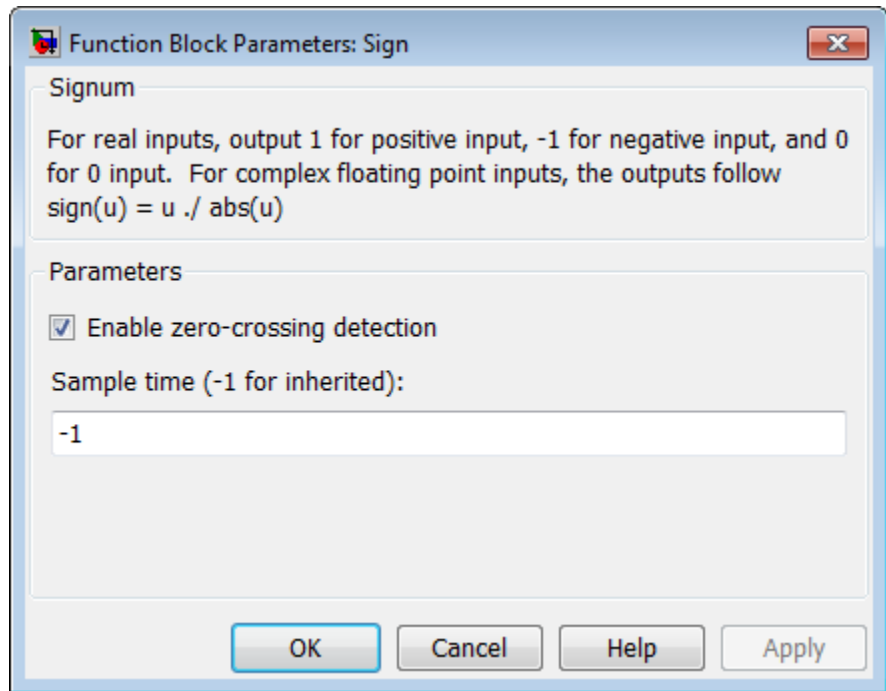 Function Block Parameters: Sign
Signum
For real inputs, output 1 for positive input, -1 for negative input, and 0
for 0 input.  For complex floating point inputs, the outputs follow
sign(u) = u ./ abs(u)
Parameters
Enable zero-crossing detection
Sample time (-1 for inherited):
-1
OK Cancel Help Apply